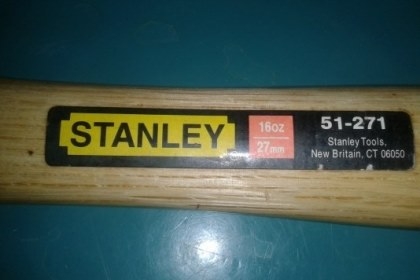 STANLEY
16oz
27mm
51-271
Stanley Tools,
New Britain, CT 06050